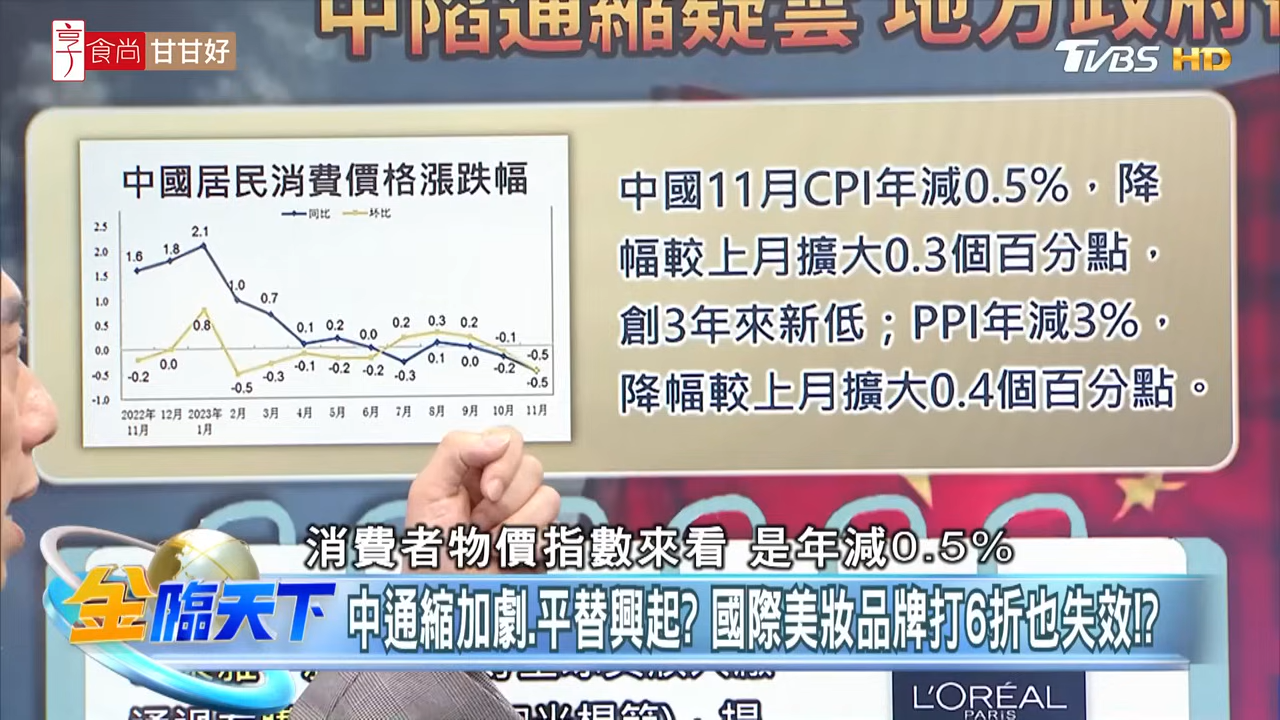 中陷通縮疑雲 地方政府
享食尚 甘甘好
TVBS HD
中國居民消費價格漲跌幅
同比 环比
2.5
2.0
1.5
1.0
0.5
0.0
-0.5
-1.0
1.6 1.8 2.1 1.0 0.7 0.1 0.2 0.0 0.2 0.3 0.2 -0.1 -0.5
-0.2 0.0 0.8 -0.5 -0.3 -0.1 -0.2 -0.2 -0.3 0.1 0.0 -0.2 -0.5
2022年 12月 2023年 2月 3月 4月 5月 6月 7月 8月 9月 10月 11月
11月 1月
中國11月CPI年減0.5%，降
幅較上月擴大0.3個百分點，
創3年來新低；PPI年減3%，
降幅較上月擴大0.4個百分點。
消費者物價指數來看 是年減0.5%
金臨天下
中通縮加劇.平替興起? 國際美妝品牌打6折也失效!?
L'ORÉAL
PARIS